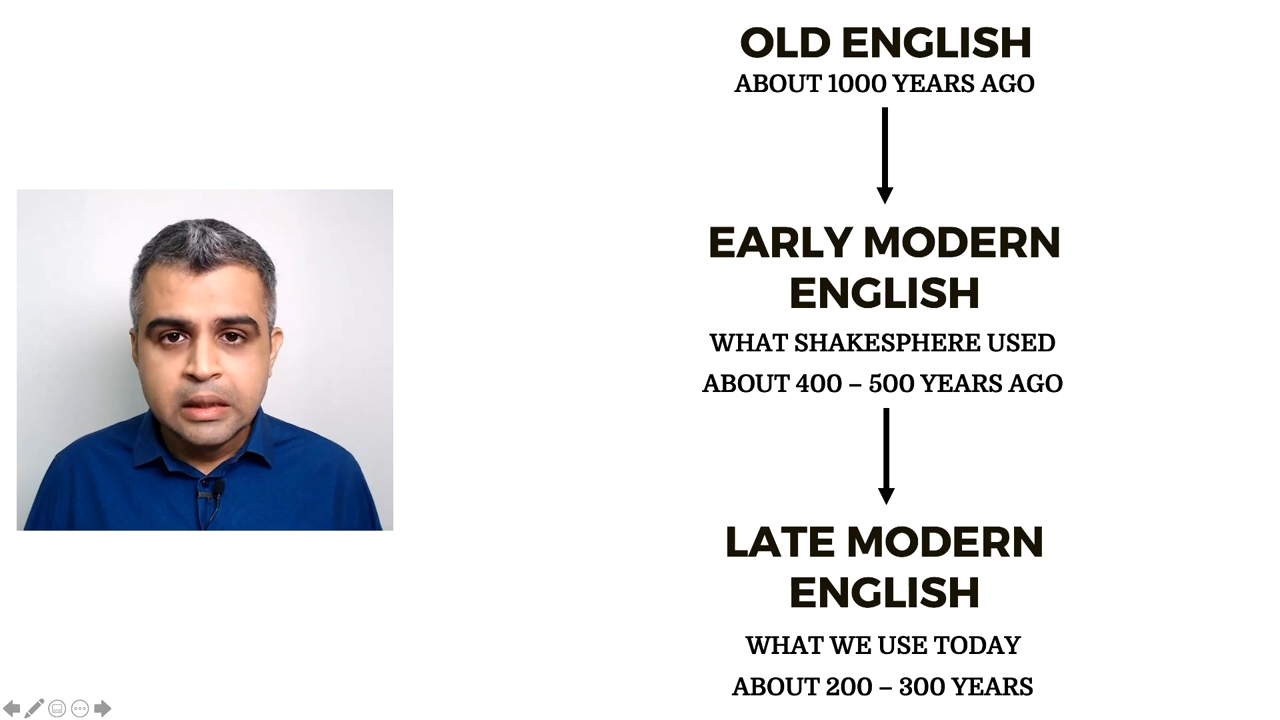 OLD ENGLISH
ABOUT 1000 YEARS AGO
EARLY MODERN
ENGLISH
WHAT SHAKESPHERE USED
ABOUT 400 – 500 YEARS AGO
LATE MODERN
ENGLISH
WHAT WE USE TODAY
ABOUT 200 – 300 YEARS